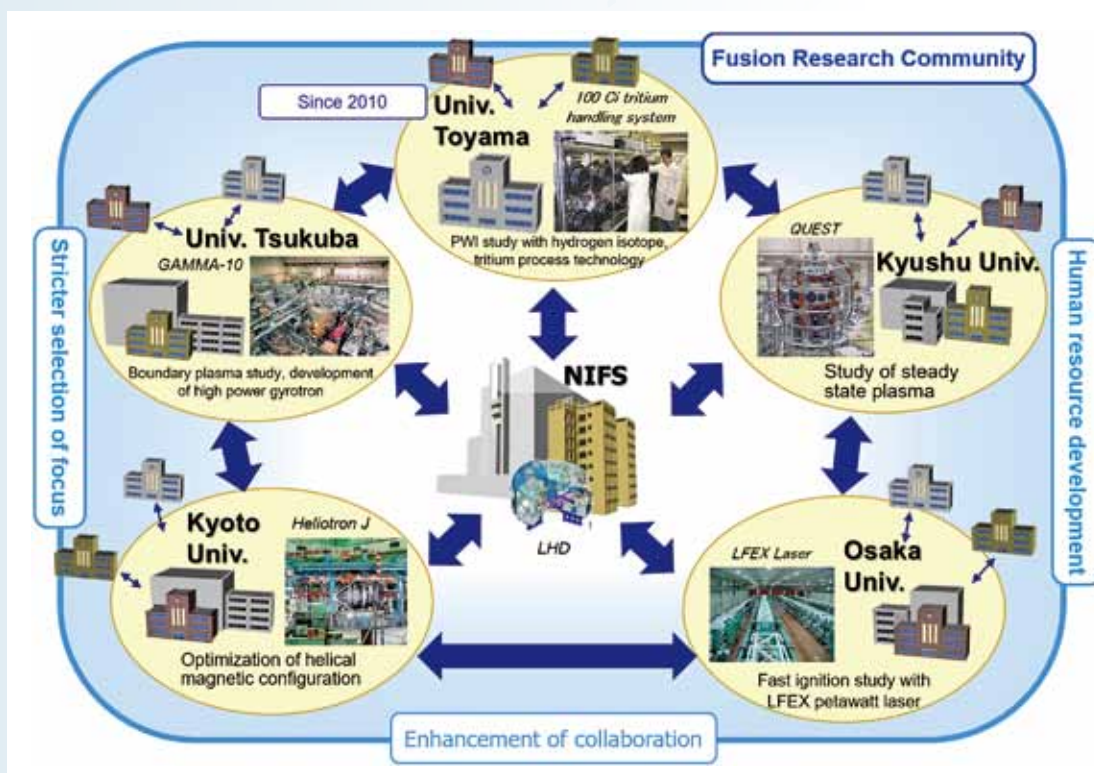 Fusion Research Community
Since 2010
Univ.
Toyama
100 Ci tritium
handling system
PWI study with hydrogen isotope,
tritium process technology
Univ. Tsukuba
GAMMA-10
Boundary plasma study, development
of high power gyrotron
QUEST
Kyushu Univ.
Study of steady
state plasma
Stricter selection of focus
Human resource development
NIFS
LHD
Kyoto
Univ.
Heliotron J
Optimization of helical
magnetic configuration
LFEX Laser
Osaka
Univ.
Fast ignition study with
LFEX petawatt laser
Enhancement of collaboration